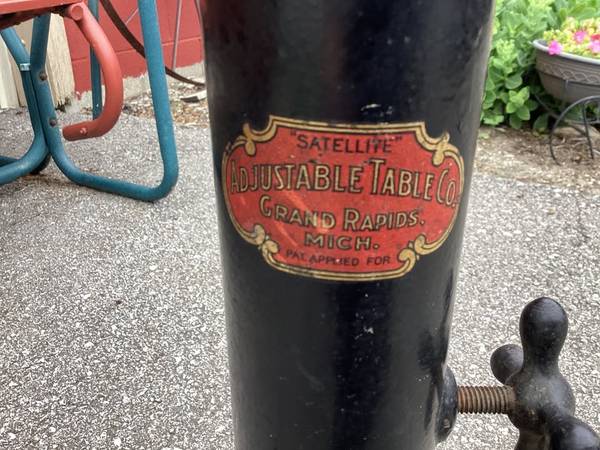 "SATELLITE"
ADJUSTABLE TABLE CO.
GRAND RAPIDS.
MICH.
PAT. APPLIED FOR